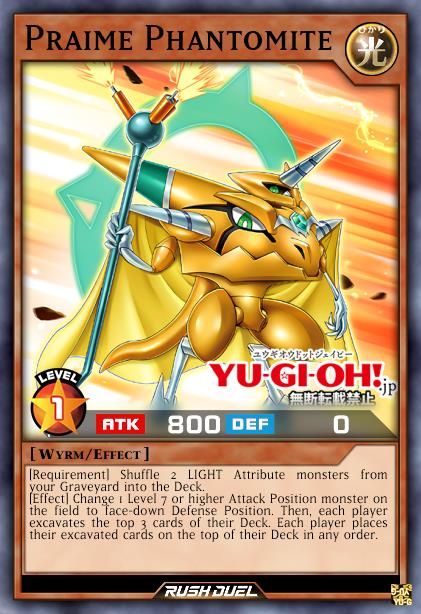 PRAIME PHANTOMITE
ひかり
光
ユウギオウドットジェイピー
YU-GI-OH!.jp
無断転載禁止
LEVEL
1
ATK 800 DEF 0
[WYRM/EFFECT]
[Requirement] Shuffle 2 LIGHT Attribute monsters from
your Graveyard into the Deck.
[Effect] Change 1 Level 7 or higher Attack Position monster on
the field to face-down Defense Position. Then, each player
excavates the top 3 cards of their Deck. Each player places
their excavated cards on the top of their Deck in any order.
RUSH DUEL